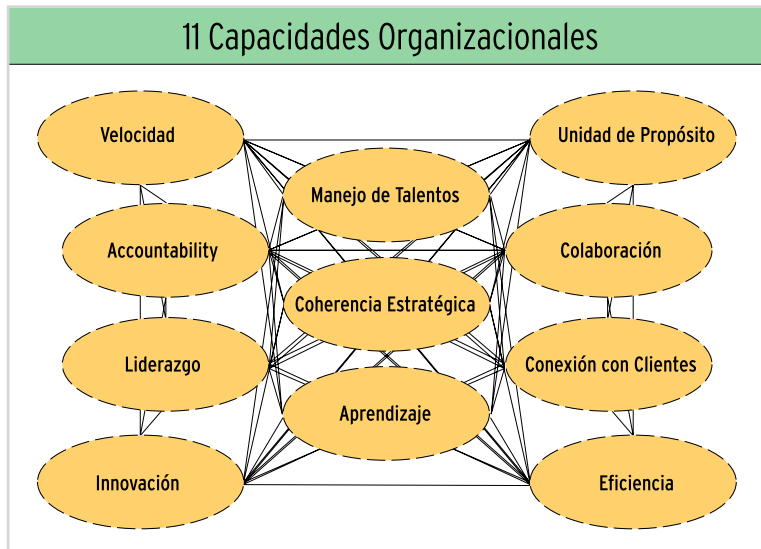 11 Capacidades Organizacionales
Velocidad
Unidad de Propósito
Manejo de Talentos
Accountability
Colaboración
Coherencia Estratégica
Liderazgo
Conexión con Clientes
Aprendizaje
Innovación
Eficiencia